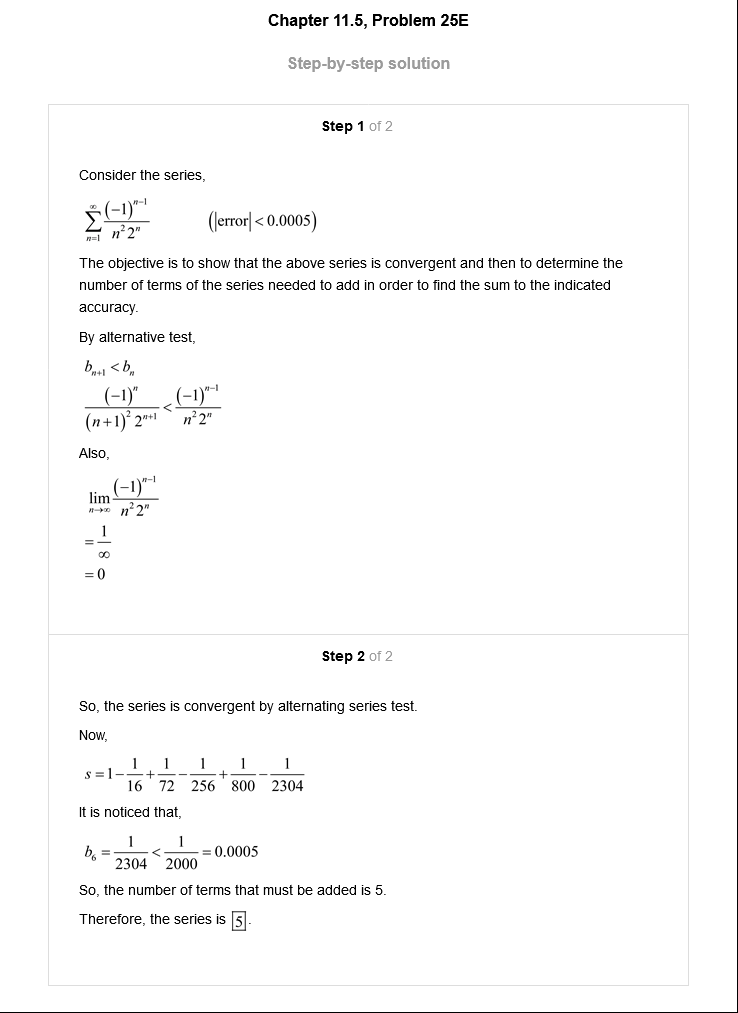 Chapter 11.5, Problem 25E
Step-by-step solution
Step 1 of 2
Consider the series,
$\sum_{n=1}^{\infty} \frac{(-1)^{n-1}}{n^2 2^n}$ $(|\text{error}| < 0.0005)$
The objective is to show that the above series is convergent and then to determine the
number of terms of the series needed to add in order to find the sum to the indicated
accuracy.
By alternative test,
$b_{n+1} < b_n$
$\frac{(-1)^n}{(n+1)^2 2^{n+1}} < \frac{(-1)^{n-1}}{n^2 2^n}$
Also,
$\lim_{n \to \infty} \frac{(-1)^{n-1}}{n^2 2^n}$
$= \frac{1}{\infty}$
$= 0$
Step 2 of 2
So, the series is convergent by alternating series test.
Now,
$s = 1 - \frac{1}{16} + \frac{1}{72} - \frac{1}{256} + \frac{1}{800} - \frac{1}{2304}$
It is noticed that,
$b_6 = \frac{1}{2304} < \frac{1}{2000} = 0.0005$
So, the number of terms that must be added is 5.
Therefore, the series is $\boxed{5}$.